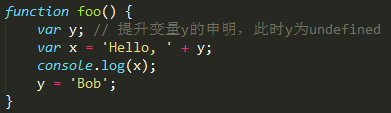 function foo() {
    var y; // 提升变量y的申明，此时y为undefined
    var x = 'Hello, ' + y;
    console.log(x);
    y = 'Bob';
}